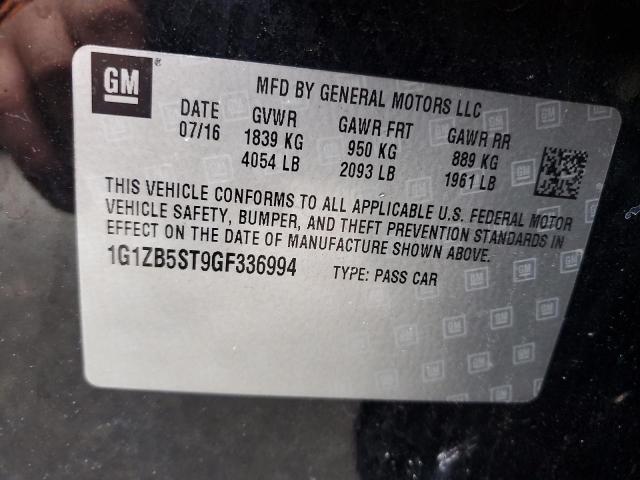 GM ®
MFD BY GENERAL MOTORS LLC
DATE GVWR GAWR FRT GAWR RR
07/16 1839 KG 950 KG 889 KG
4054 LB 2093 LB 1961 LB
THIS VEHICLE CONFORMS TO ALL APPLICABLE U.S. FEDERAL MOTOR
VEHICLE SAFETY, BUMPER, AND THEFT PREVENTION STANDARDS IN
EFFECT ON THE DATE OF MANUFACTURE SHOWN ABOVE.
1G1ZB5ST9GF336994 TYPE: PASS CAR